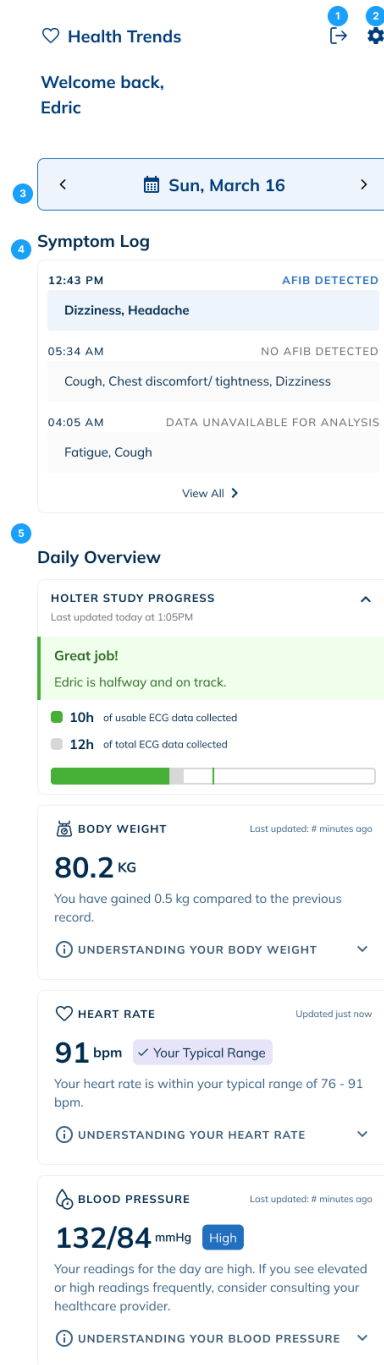 1 2
Health Trends
Welcome back,
Edric
3
Sun, March 16
4
Symptom Log
12:43 PM AFIB DETECTED
Dizziness, Headache
05:34 AM NO AFIB DETECTED
Cough, Chest discomfort/ tightness, Dizziness
04:05 AM DATA UNAVAILABLE FOR ANALYSIS
Fatigue, Cough
View All
5
Daily Overview
HOLTER STUDY PROGRESS
Last updated today at 1:05PM
Great job!
Edric is halfway and on track.
10h of usable ECG data collected
12h of total ECG data collected
BODY WEIGHT Last updated: # minutes ago
80.2 KG
You have gained 0.5 kg compared to the previous
record.
UNDERSTANDING YOUR BODY WEIGHT
HEART RATE Updated just now
91 bpm Your Typical Range
Your heart rate is within your typical range of 76 - 91
bpm.
UNDERSTANDING YOUR HEART RATE
BLOOD PRESSURE Last updated: # minutes ago
132/84 mmHg High
Your readings for the day are high. If you see elevated
or high readings frequently, consider consulting your
healthcare provider.
UNDERSTANDING YOUR BLOOD PRESSURE